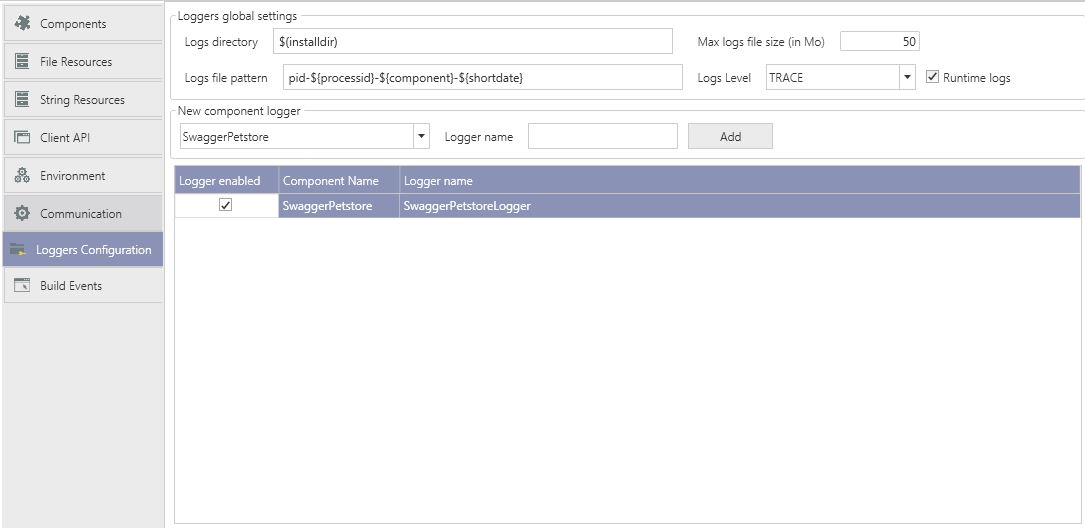 Components
File Resources
String Resources
Client API
Environment
Communication
Loggers Configuration
Build Events
Loggers global settings
Logs directory $(installdir) Max logs file size (in Mo) 50
Logs file pattern pid-${processid}-${component}-${shortdate} Logs Level TRACE Runtime logs
New component logger
SwaggerPetstore Logger name Add
Logger enabled Component Name Logger name
SwaggerPetstore SwaggerPetstoreLogger